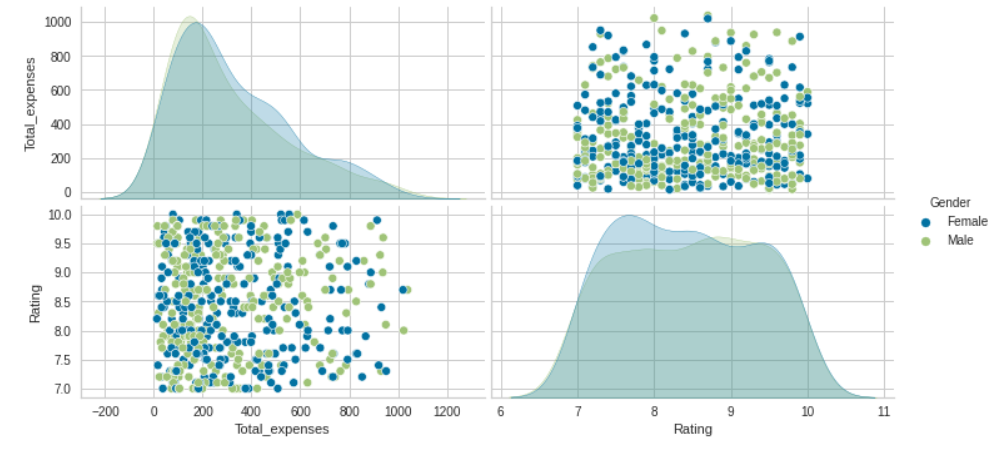 1000
800
600
400
200
0
Total_expenses
10.0
9.5
9.0
8.5
8.0
7.5
7.0
Rating
−200 0 200 400 600 800 1000 1200
Total_expenses
6 7 8 9 10 11
Rating
Gender
Female
Male